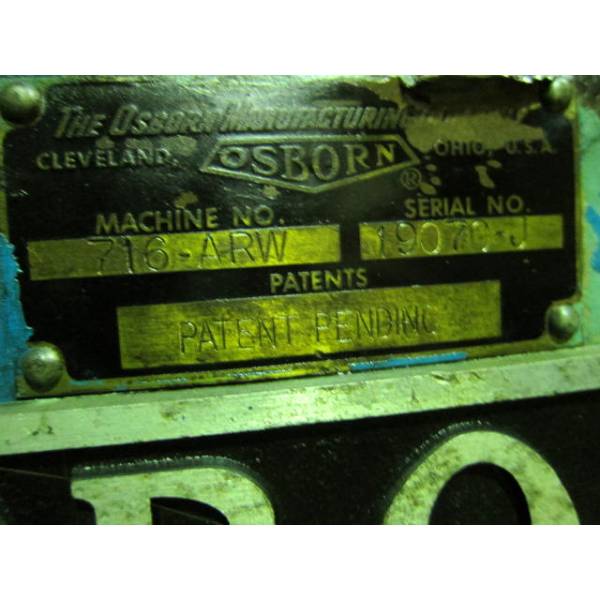 The Osborn Manufacturing
CLEVELAND, OSBORN ® OHIO, U.S.A.
MACHINE NO. SERIAL NO.
716-ARW
PATENTS
PATENT PENDING